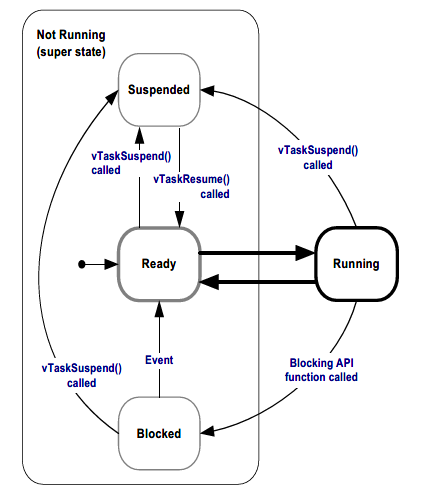 Not Running
(super state)
Suspended
vTaskSuspend()
called
vTaskResume()
called
vTaskSuspend()
called
Ready
Running
Event
vTaskSuspend()
called
Blocking API
function called
Blocked